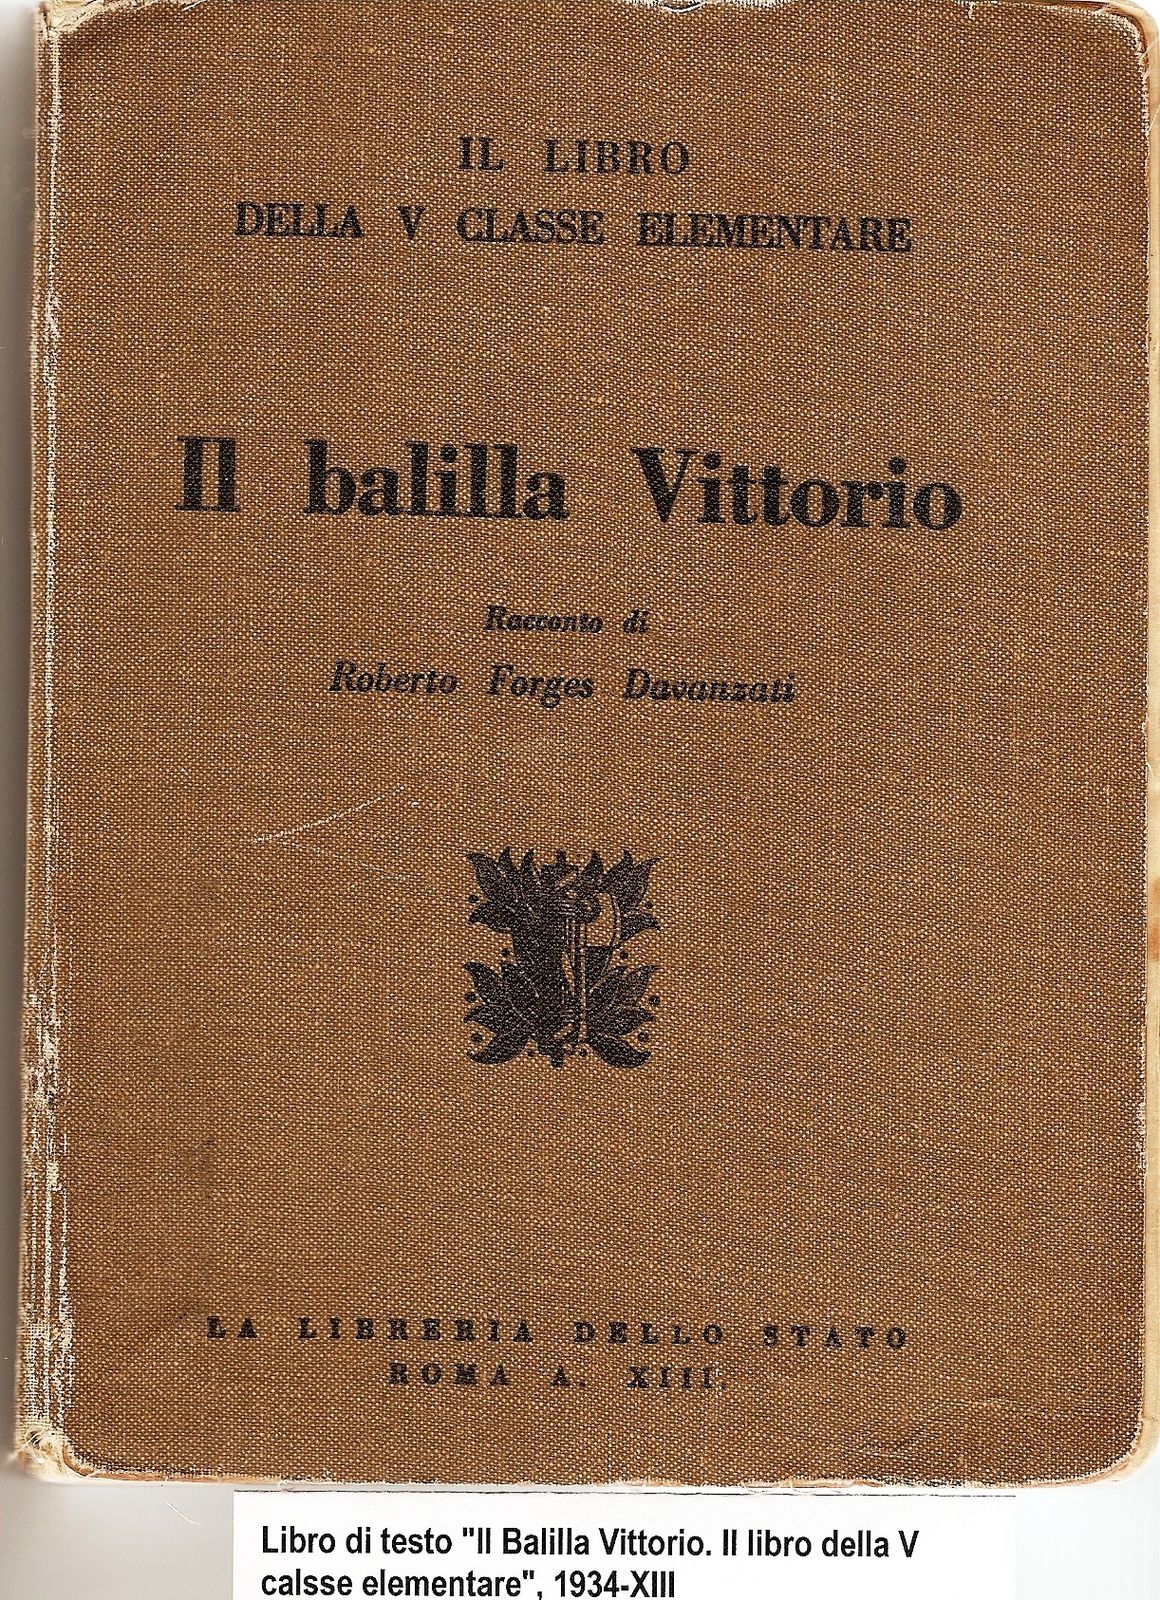 IL LIBRO
DELLA V CLASSE ELEMENTARE
Il balilla Vittorio
Racconto di
Roberto Forges Davanzati
LA LIBRERIA DELLO STATO
ROMA A. XIII.
Libro di testo "Il Balilla Vittorio. Il libro della V
calsse elementare", 1934-XIII